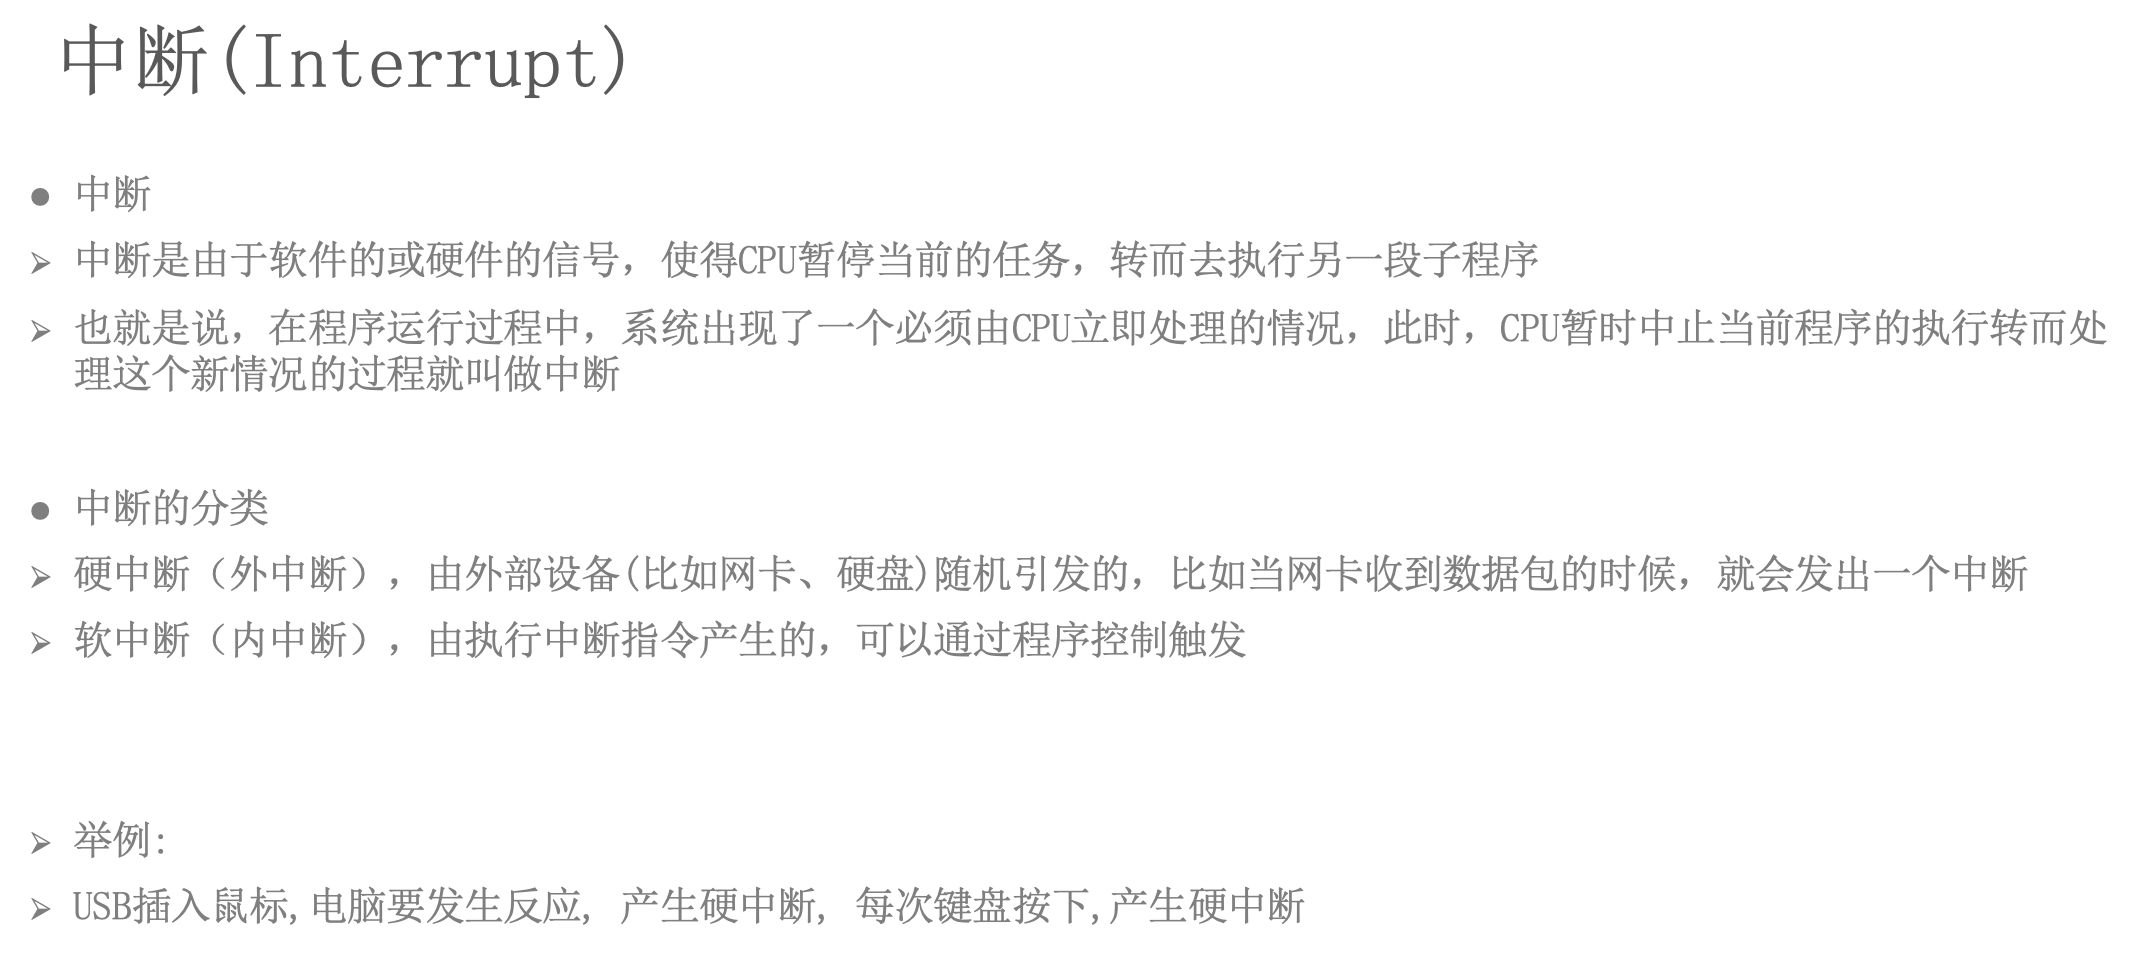 中断(Interrupt)
● 中断
➢ 中断是由于软件的或硬件的信号，使得CPU暂停当前的任务，转而去执行另一段子程序
➢ 也就是说，在程序运行过程中，系统出现了一个必须由CPU立即处理的情况，此时，CPU暂时中止当前程序的执行转而处
理这个新情况的过程就叫做中断
● 中断的分类
➢ 硬中断（外中断），由外部设备(比如网卡、硬盘)随机引发的，比如当网卡收到数据包的时候，就会发出一个中断
➢ 软中断（内中断），由执行中断指令产生的，可以通过程序控制触发
➢ 举例:
➢ USB插入鼠标,电脑要发生反应, 产生硬中断, 每次键盘按下,产生硬中断